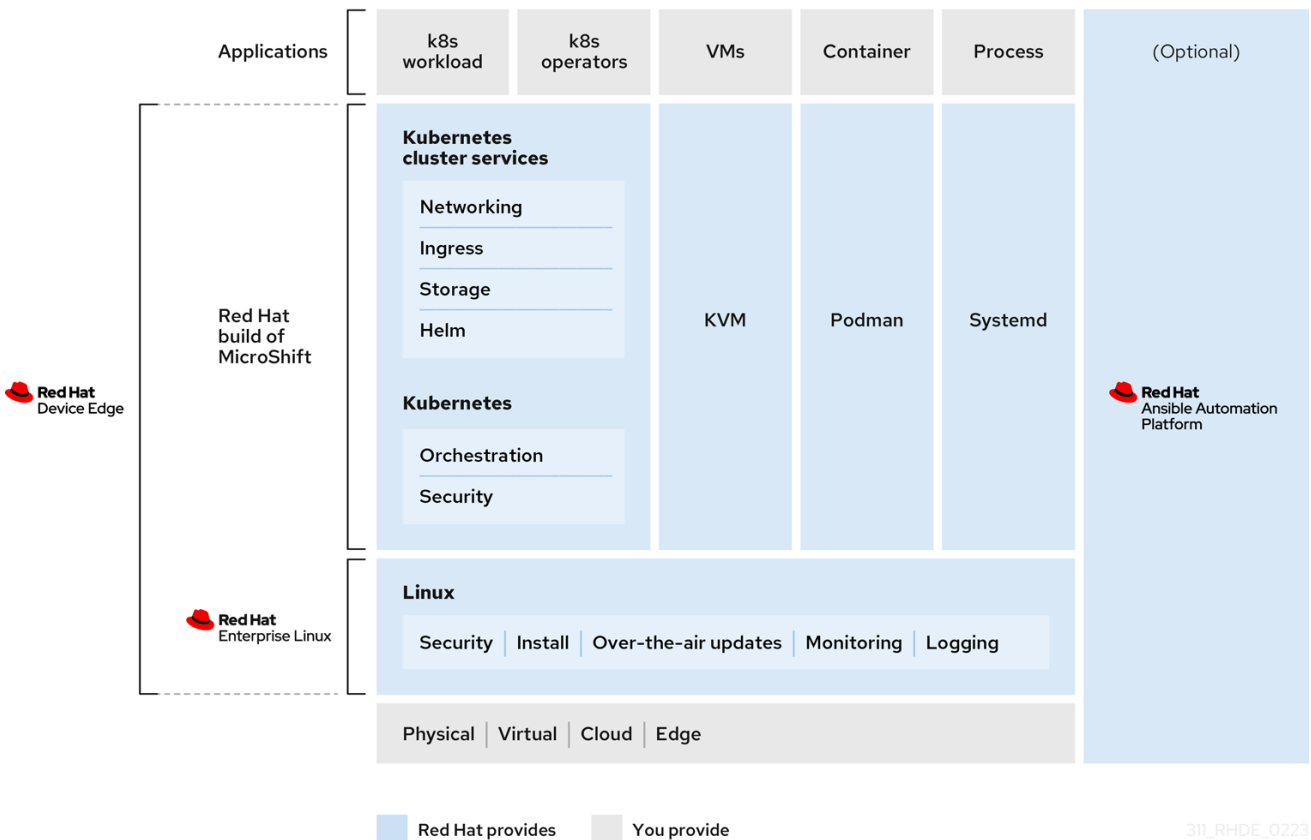 Applications
k8s
workload
k8s
operators
VMs
Container
Process
(Optional)
Kubernetes
cluster services
Networking
Ingress
Storage
Helm
Red Hat
build of
MicroShift
KVM
Podman
Systemd
Red Hat
Device Edge
Red Hat
Ansible Automation
Platform
Kubernetes
Orchestration
Security
Linux
Red Hat
Enterprise Linux
Security
Install
Over-the-air updates
Monitoring
Logging
Physical
Virtual
Cloud
Edge
Red Hat provides
You provide
311_RHDE_0223